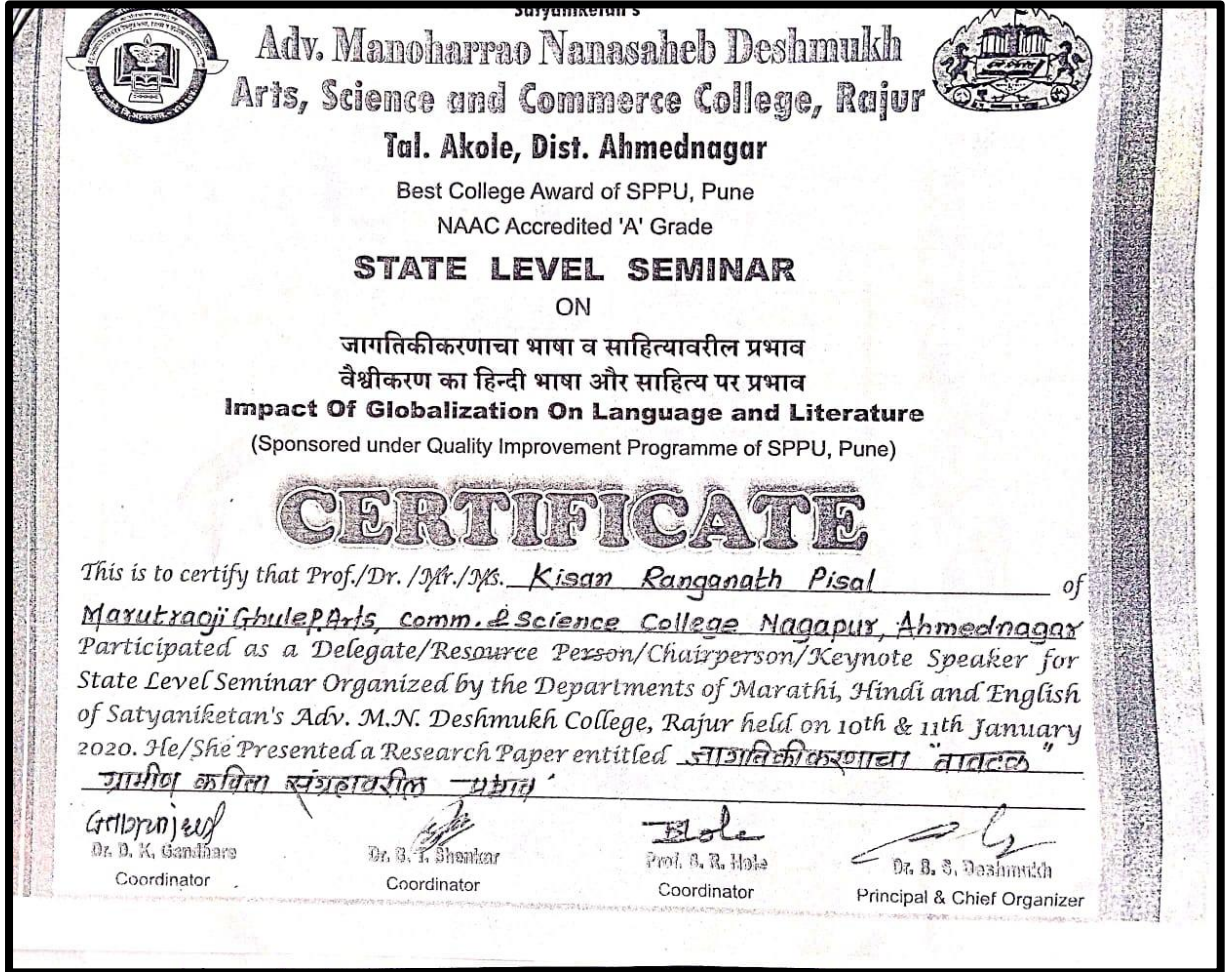 Satyaniketan's
Adv. Manoharrao Nanasaheb Deshmukh
Arts, Science and Commerce College, Rajur
Tal. Akole, Dist. Ahmednagar
Best College Award of SPPU, Pune
NAAC Accredited 'A' Grade
STATE LEVEL SEMINAR
ON
जागतिकीकरणाचा भाषा व साहित्यावरील प्रभाव
वैश्वीकरण का हिन्दी भाषा और साहित्य पर प्रभाव
Impact Of Globalization On Language and Literature
(Sponsored under Quality Improvement Programme of SPPU, Pune)
CERTIFICATE
This is to certify that Prof./Dr. /Mr./Ms. Kisan Ranganath Pisal of
Marutraoji Ghule P. Arts, Comm. & Science College Nagapur, Ahmednagar
Participated as a Delegate/Resource Person/Chairperson/Keynote Speaker for
State Level Seminar Organized by the Departments of Marathi, Hindi and English
of Satyaniketan's Adv. M.N. Deshmukh College, Rajur held on 10th & 11th January
2020. He/She Presented a Research Paper entitled जागतिकीकरणाचा
ग्रामीण कविता संग्रहावरील प्रभाव
Dr. D. K. Gandhare Dr. B. T. Shenkar Prof. S. R. Hole Dr. B. S. Deshmukh
Coordinator Coordinator Coordinator Principal & Chief Organizer